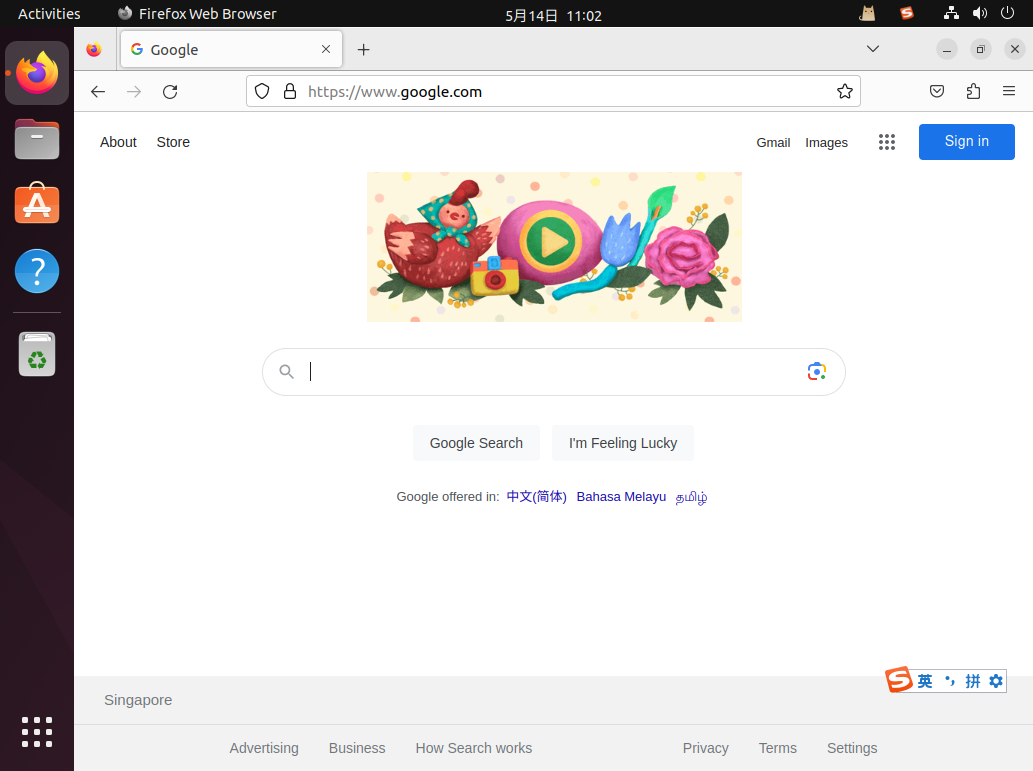 Activities Firefox Web Browser 5月14日 11:02
Google
https://www.google.com
About Store Gmail Images Sign in
Google Search I'm Feeling Lucky
Google offered in: 中文(简体) Bahasa Melayu தமிழ்
英 拼
Singapore
Advertising Business How Search works Privacy Terms Settings